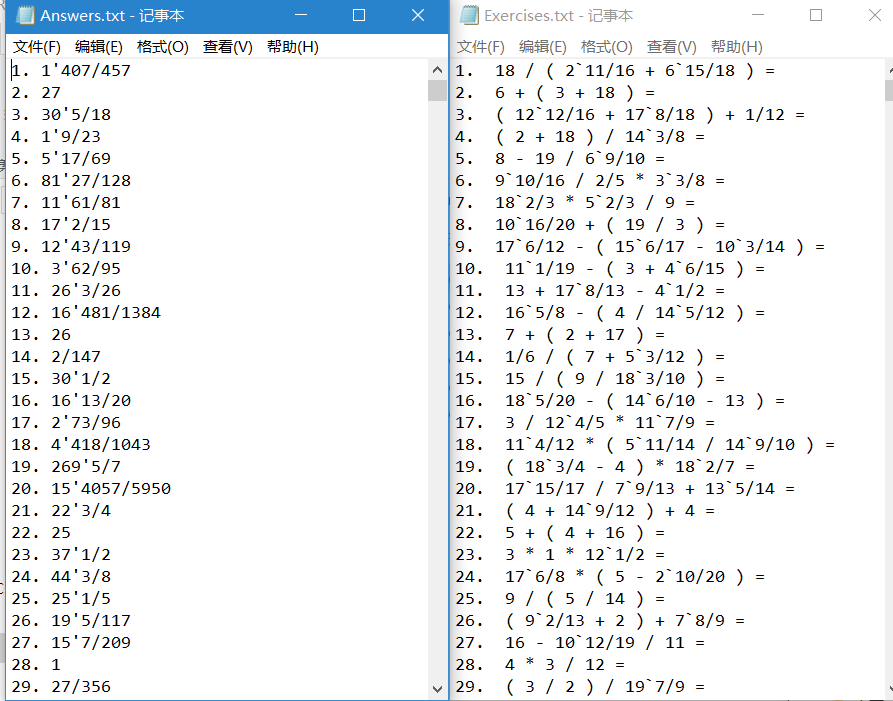 Answers.txt - 记事本
文件(F) 编辑(E) 格式(O) 查看(V) 帮助(H)
1. 1'407/457
2. 27
3. 30'5/18
4. 1'9/23
5. 5'17/69
6. 81'27/128
7. 11'61/81
8. 17'2/15
9. 12'43/119
10. 3'62/95
11. 26'3/26
12. 16'481/1384
13. 26
14. 2/147
15. 30'1/2
16. 16'13/20
17. 2'73/96
18. 4'418/1043
19. 269'5/7
20. 15'4057/5950
21. 22'3/4
22. 25
23. 37'1/2
24. 44'3/8
25. 25'1/5
26. 19'5/117
27. 15'7/209
28. 1
29. 27/356
Exercises.txt - 记事本
文件(F) 编辑(E) 格式(O) 查看(V) 帮助(H)
1. 18 / ( 2`11/16 + 6`15/18 ) =
2. 6 + ( 3 + 18 ) =
3. ( 12`12/16 + 17`8/18 ) + 1/12 =
4. ( 2 + 18 ) / 14`3/8 =
5. 8 - 19 / 6`9/10 =
6. 9`10/16 / 2/5 * 3`3/8 =
7. 18`2/3 * 5`2/3 / 9 =
8. 10`16/20 + ( 19 / 3 ) =
9. 17`6/12 - ( 15`6/17 - 10`3/14 ) =
10. 11`1/19 - ( 3 + 4`6/15 ) =
11. 13 + 17`8/13 - 4`1/2 =
12. 16`5/8 - ( 4 / 14`5/12 ) =
13. 7 + ( 2 + 17 ) =
14. 1/6 / ( 7 + 5`3/12 ) =
15. 15 / ( 9 / 18`3/10 ) =
16. 18`5/20 - ( 14`6/10 - 13 ) =
17. 3 / 12`4/5 * 11`7/9 =
18. 11`4/12 * ( 5`11/14 / 14`9/10 ) =
19. ( 18`3/4 - 4 ) * 18`2/7 =
20. 17`15/17 / 7`9/13 + 13`5/14 =
21. ( 4 + 14`9/12 ) + 4 =
22. 5 + ( 4 + 16 ) =
23. 3 * 1 * 12`1/2 =
24. 17`6/8 * ( 5 - 2`10/20 ) =
25. 9 / ( 5 / 14 ) =
26. ( 9`2/13 + 2 ) + 7`8/9 =
27. 16 - 10`12/19 / 11 =
28. 4 * 3 / 12 =
29. ( 3 / 2 ) / 19`7/9 =